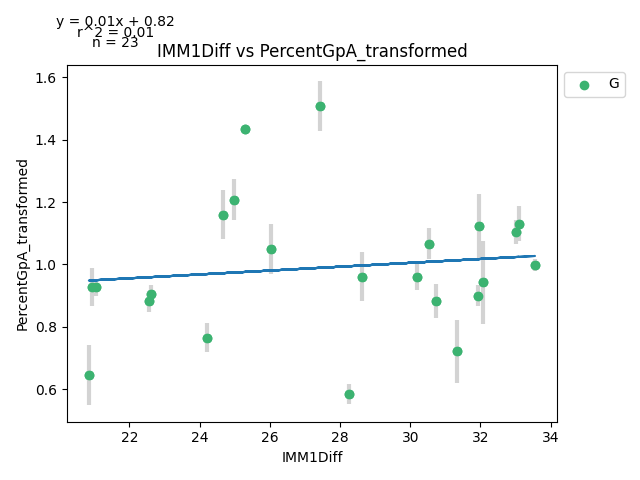 y = 0.01x + 0.82
r^2 = 0.01
n = 23
IMM1Diff vs PercentGpA_transformed
G
PercentGpA_transformed
1.6
1.4
1.2
1.0
0.8
0.6
22 24 26 28 30 32 34
IMM1Diff